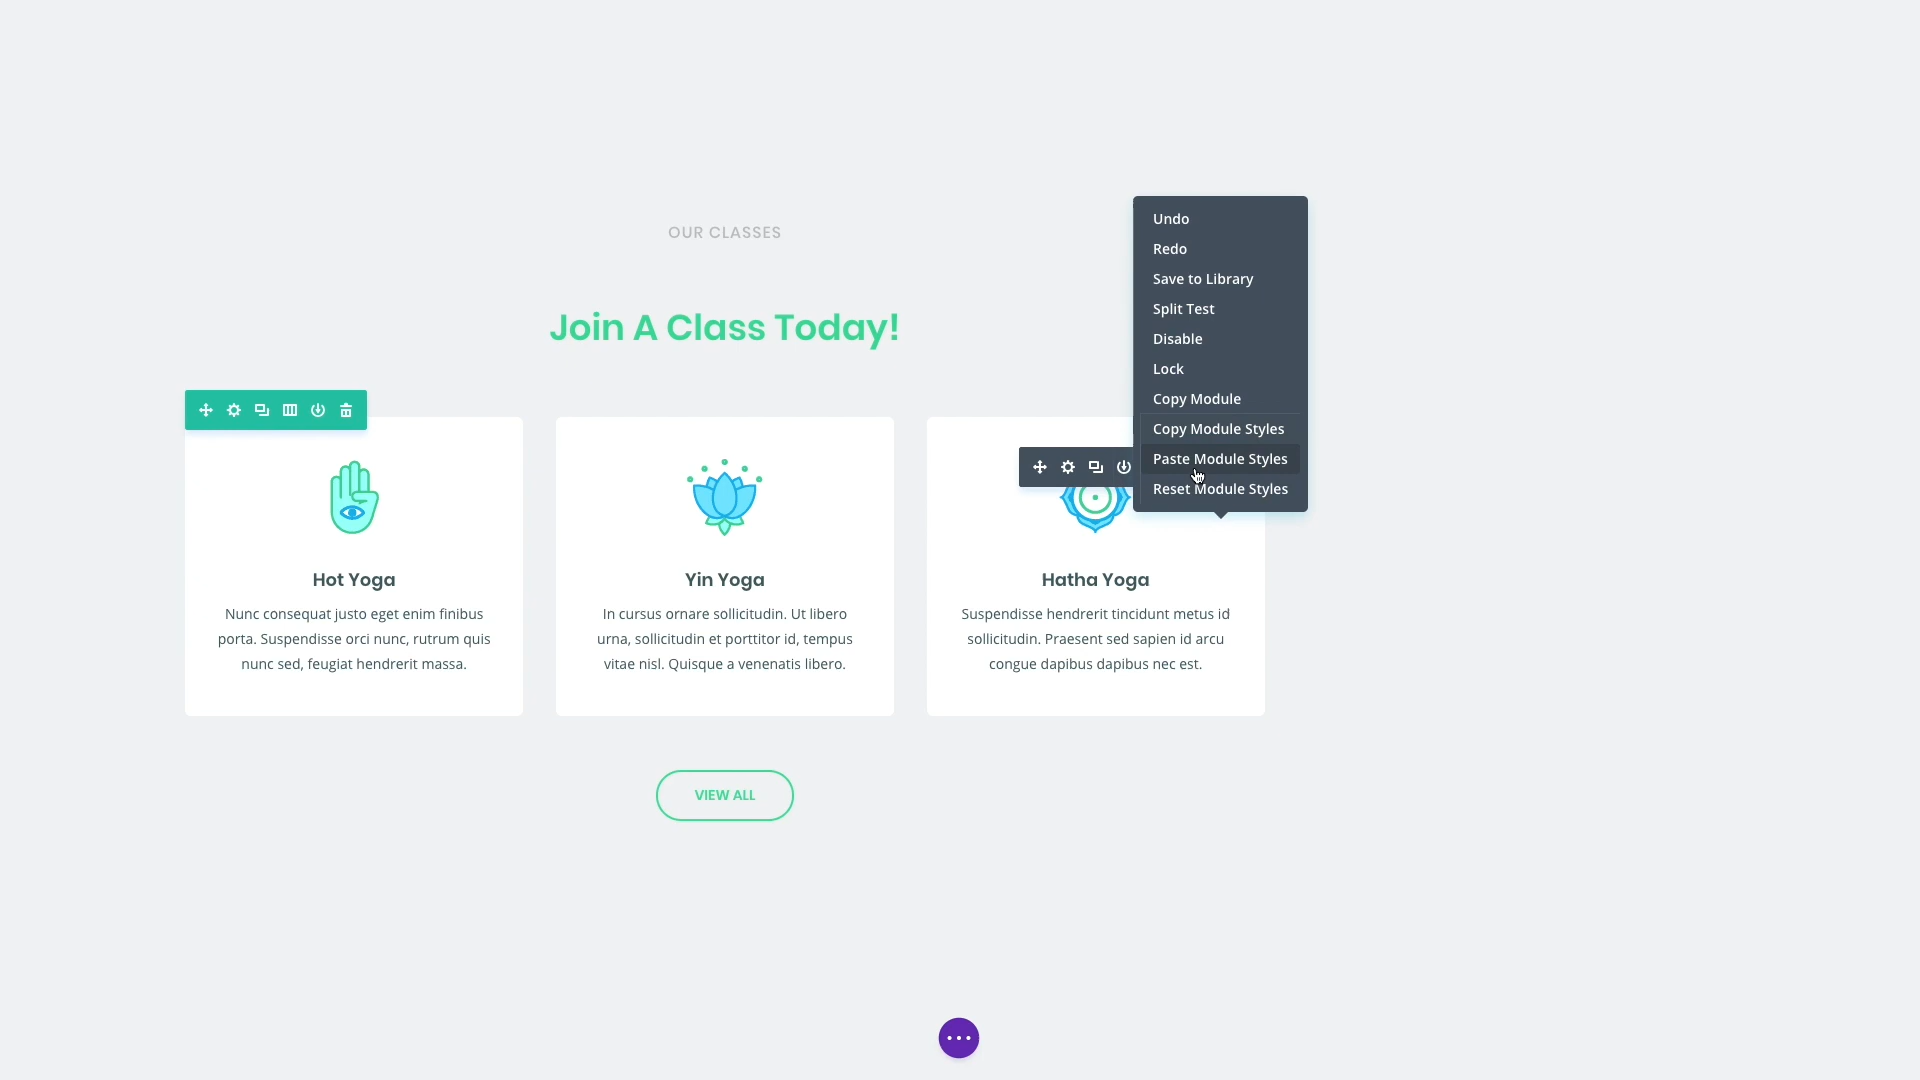 OUR CLASSES
Join A Class Today!
Undo
Redo
Save to Library
Split Test
Disable
Lock
Copy Module
Copy Module Styles
Paste Module Styles
Reset Module Styles
Hot Yoga
Nunc consequat justo eget enim finibus
porta. Suspendisse orci nunc, rutrum quis
nunc sed, feugiat hendrerit massa.
Yin Yoga
In cursus ornare sollicitudin. Ut libero
urna, sollicitudin et porttitor id, tempus
vitae nisl. Quisque a venenatis libero.
Hatha Yoga
Suspendisse hendrerit tincidunt metus id
sollicitudin. Praesent sed sapien id arcu
congue dapibus dapibus nec est.
VIEW ALL